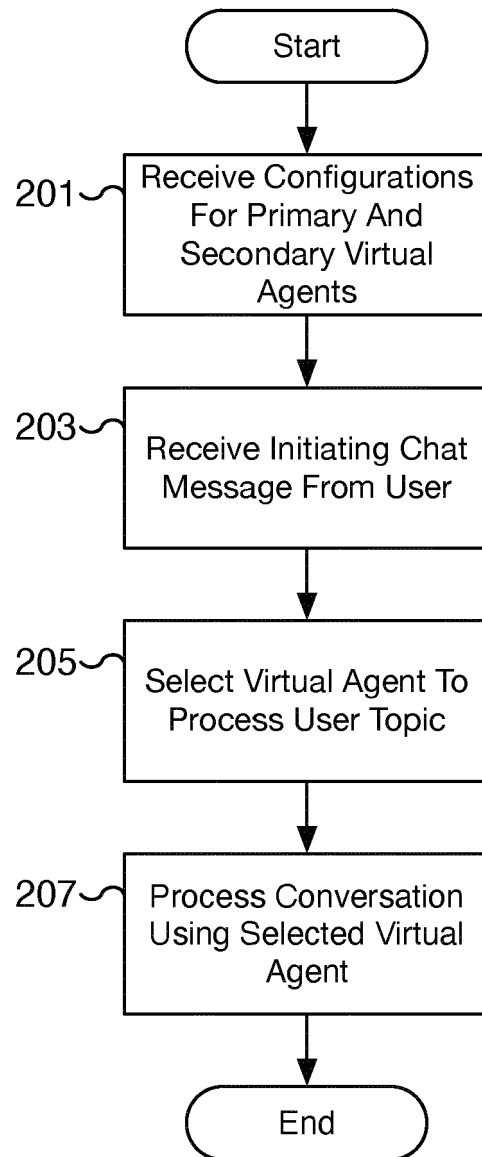 Start
201
Receive Configurations
For Primary And
Secondary Virtual
Agents
203
Receive Initiating Chat
Message From User
205
Select Virtual Agent To
Process User Topic
207
Process Conversation
Using Selected Virtual
Agent
End